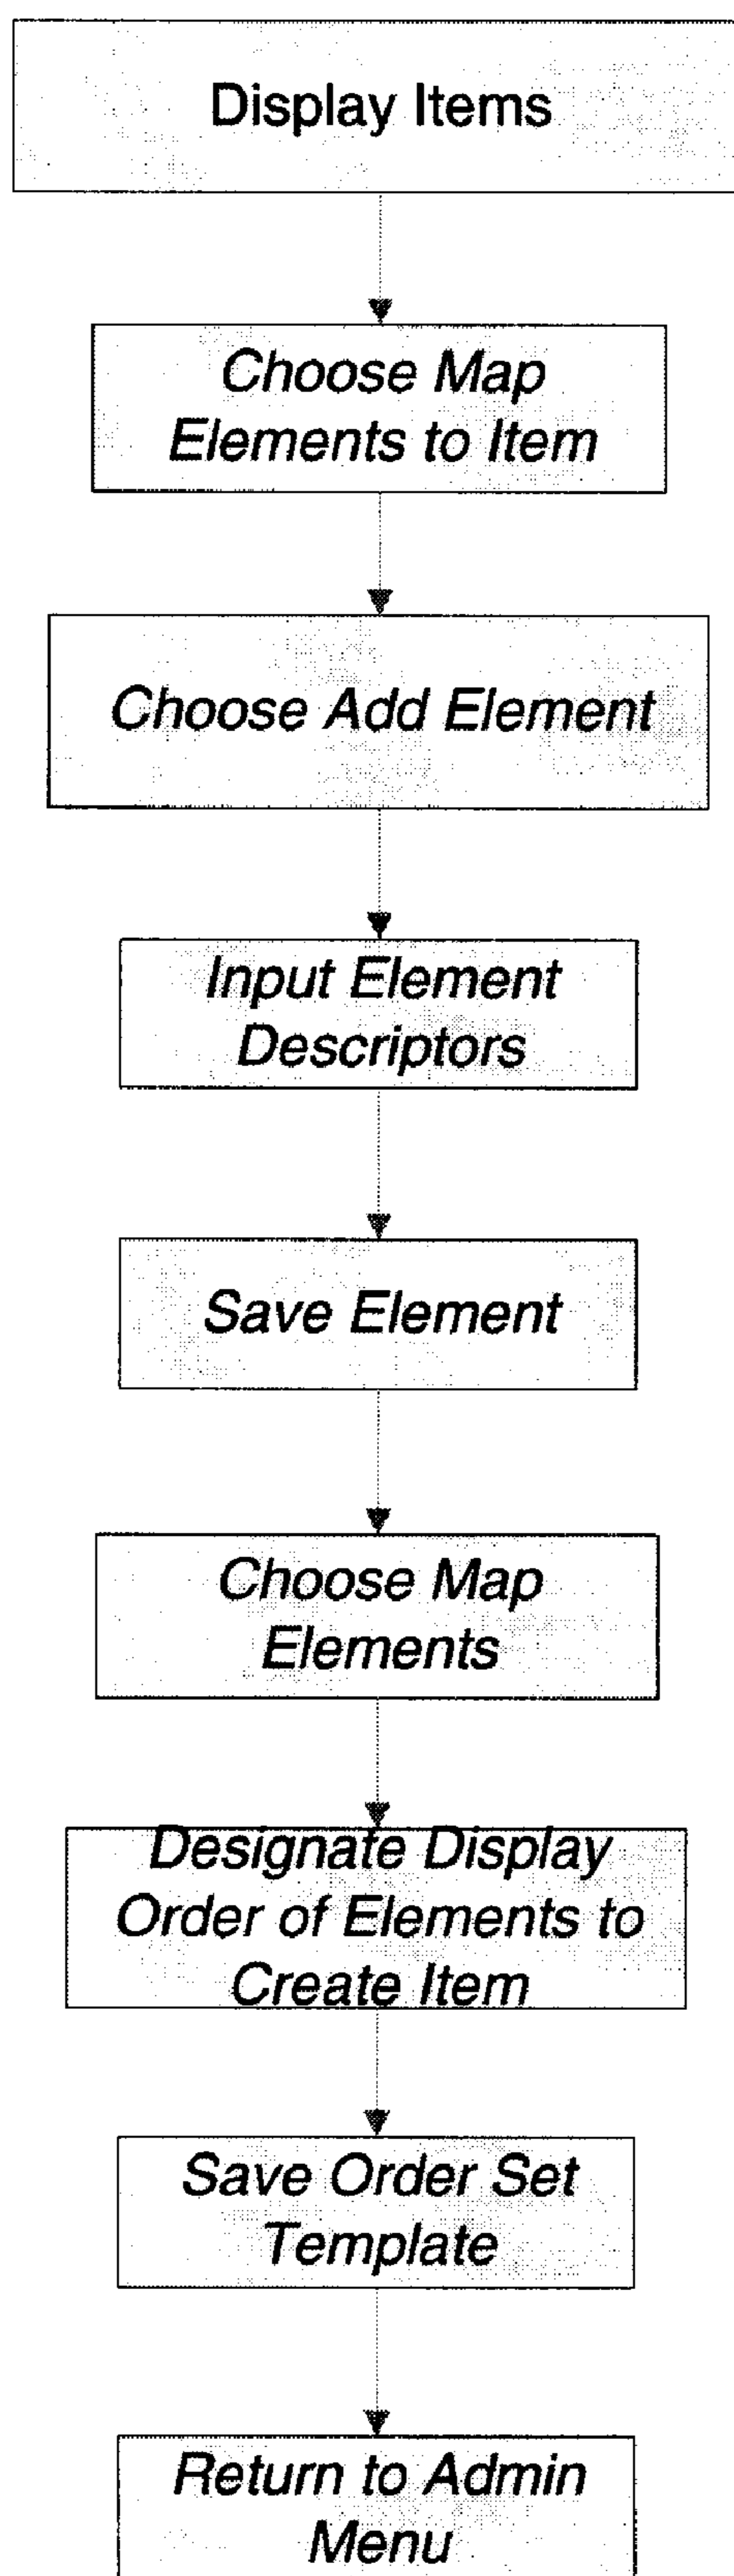 Display Items
Choose Map
Elements to Item
Choose Add Element
Input Element
Descriptors
Save Element
Choose Map
Elements
Designate Display
Order of Elements to
Create Item
Save Order Set
Template
Return to Admin
Menu